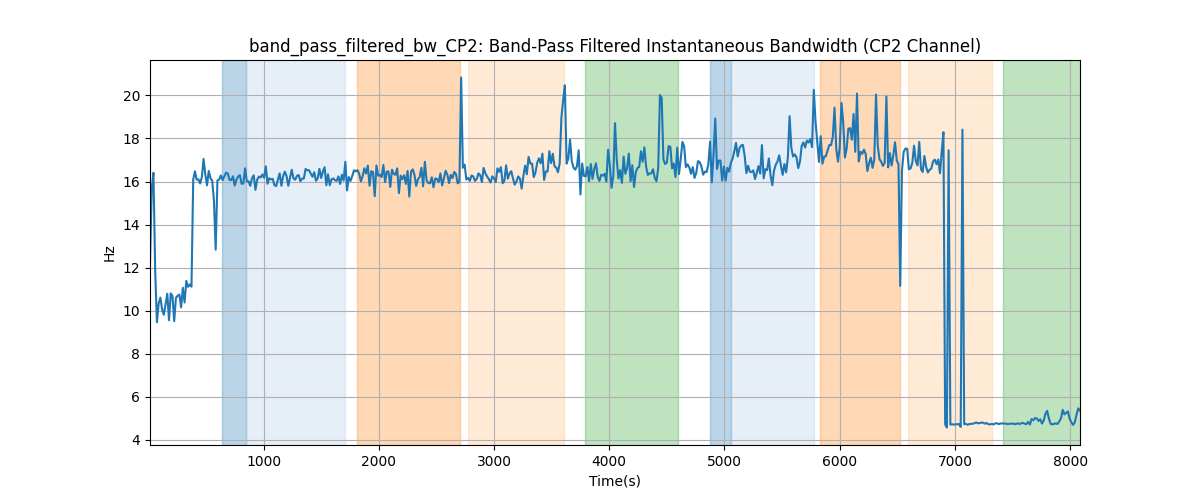 band_pass_filtered_bw_CP2: Band-Pass Filtered Instantaneous Bandwidth (CP2 Channel)
20
18
16
14
12
10
8
6
4
Hz
1000 2000 3000 4000 5000 6000 7000 8000
Time(s)